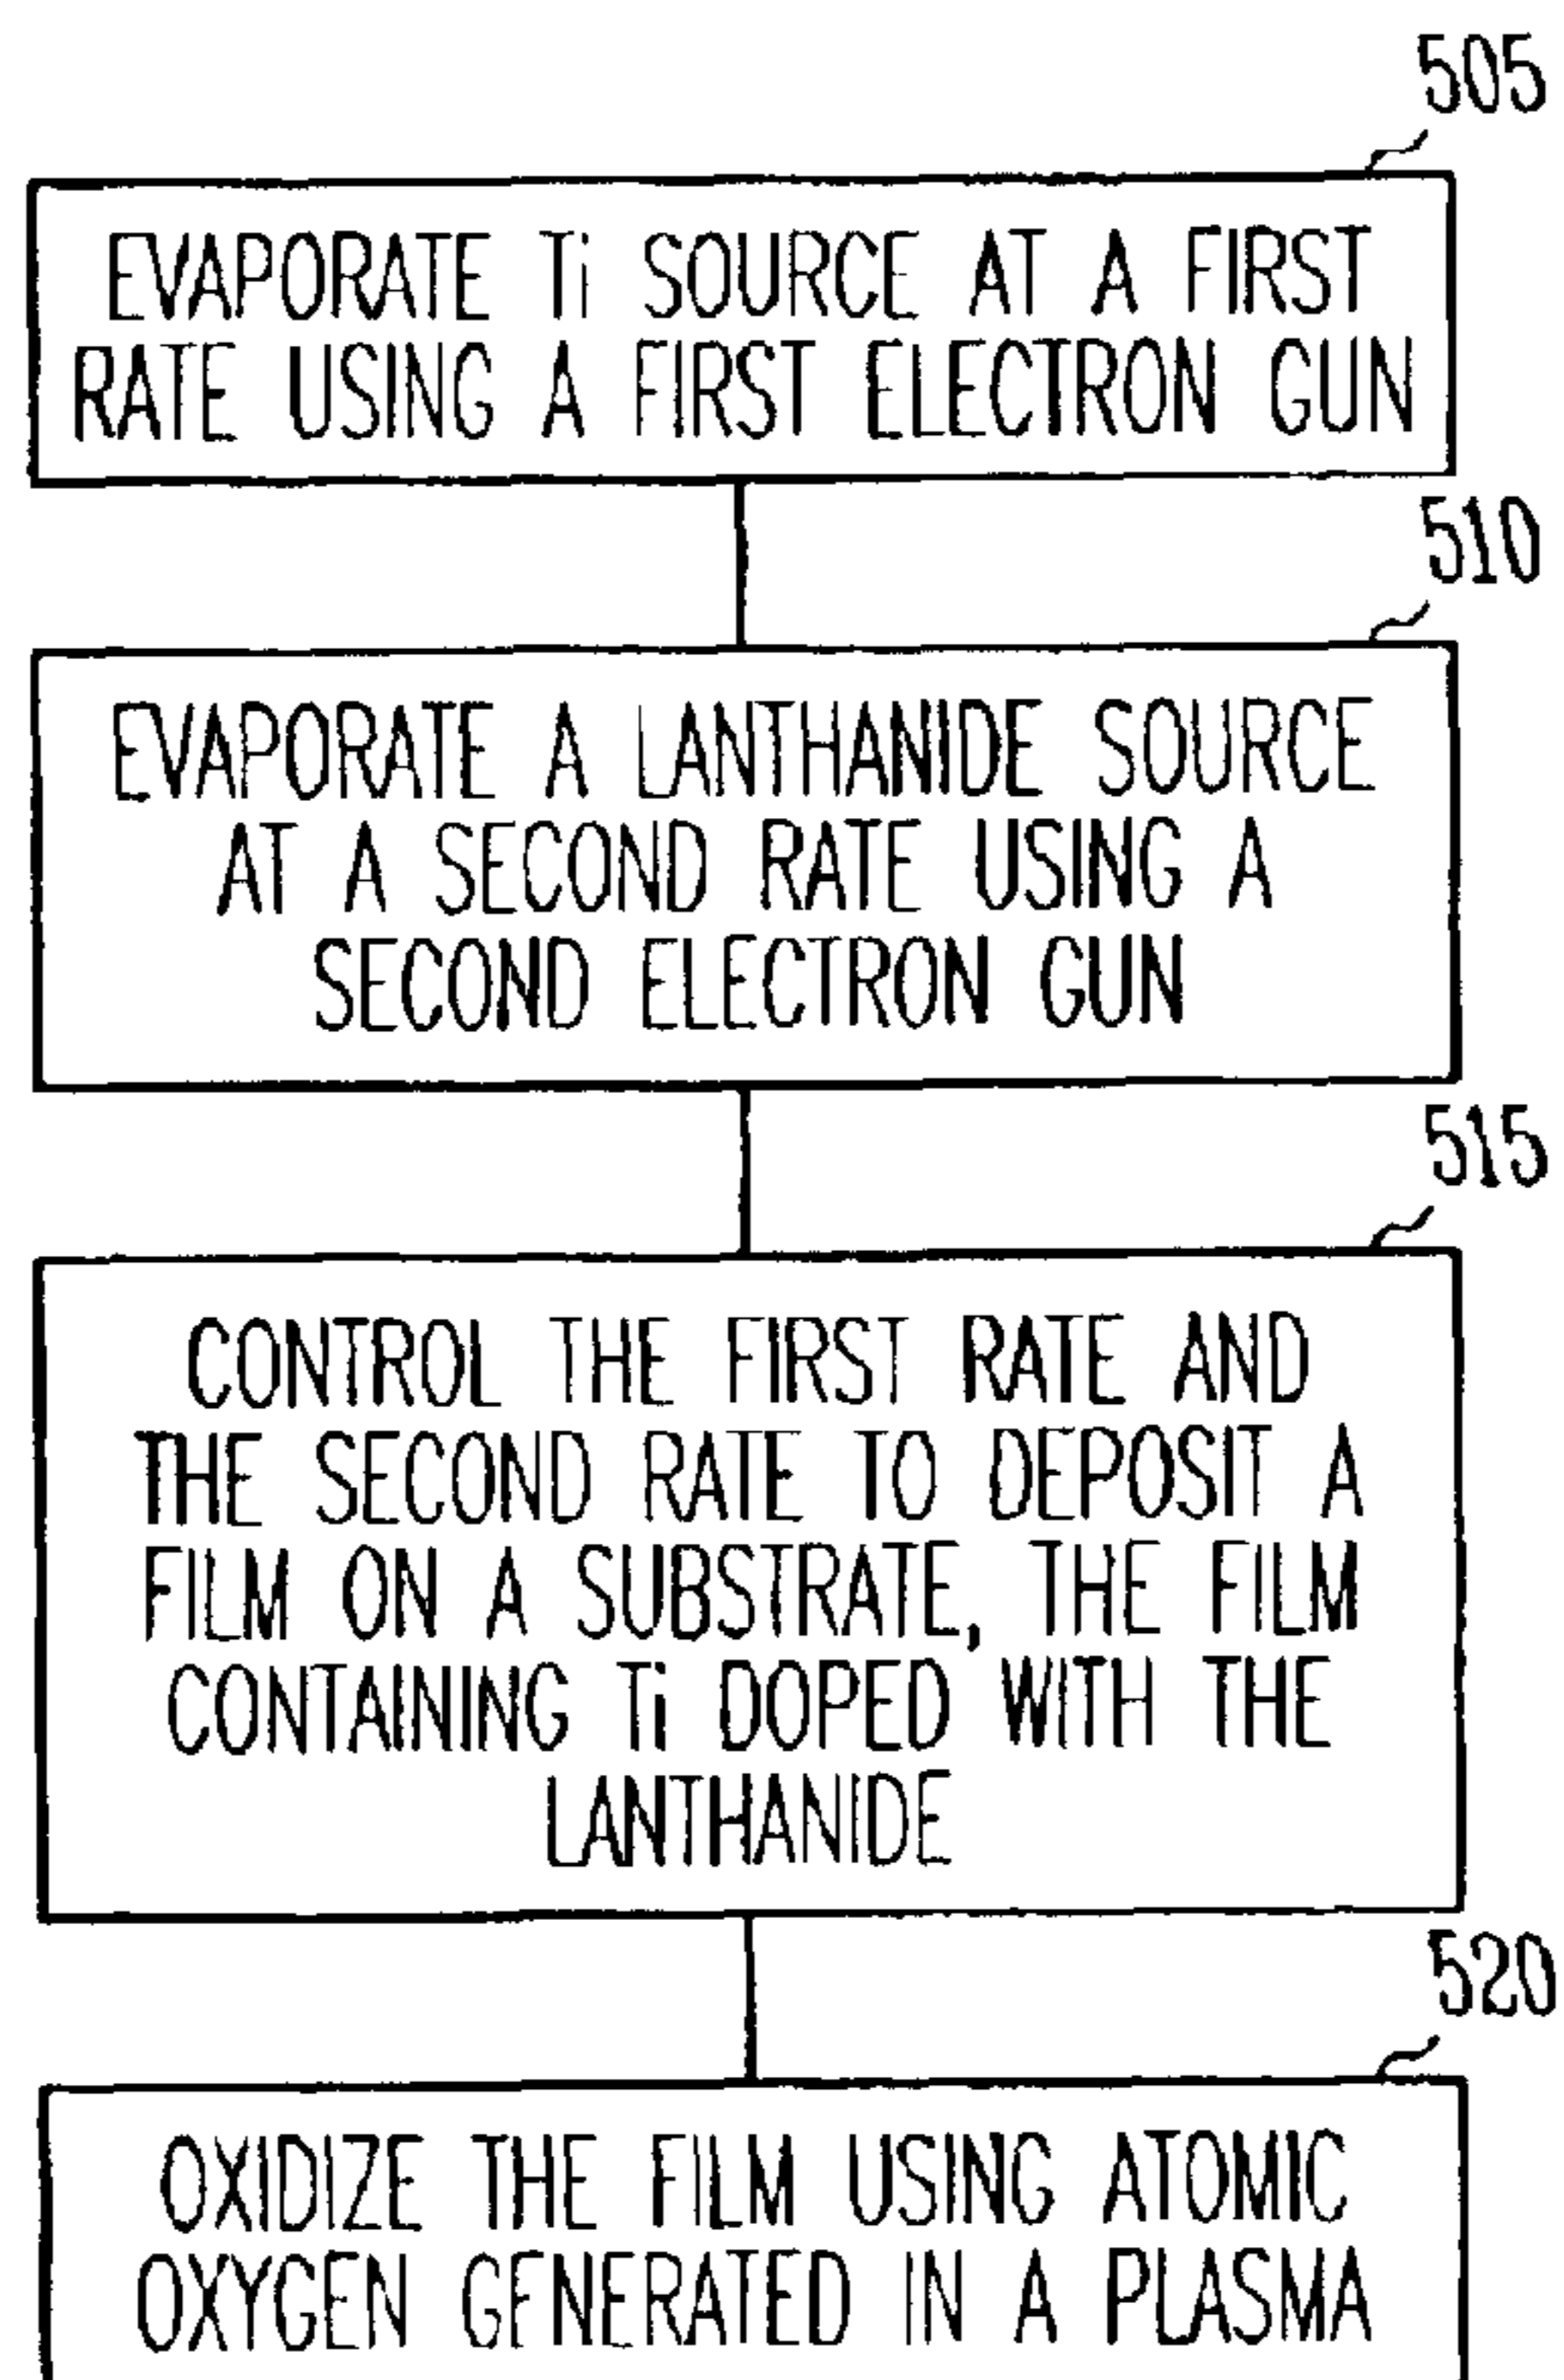 505
EVAPORATE Ti SOURCE AT A FIRST
RATE USING A FIRST ELECTRON GUN
510
EVAPORATE A LANTHANIDE SOURCE
AT A SECOND RATE USING A
SECOND ELECTRON GUN
515
CONTROL THE FIRST RATE AND
THE SECOND RATE TO DEPOSIT A
FILM ON A SUBSTRATE, THE FILM
CONTAINING Ti DOPED WITH THE
LANTHANIDE
520
OXIDIZE THE FILM USING ATOMIC
OXYGEN GENERATED IN A PLASMA